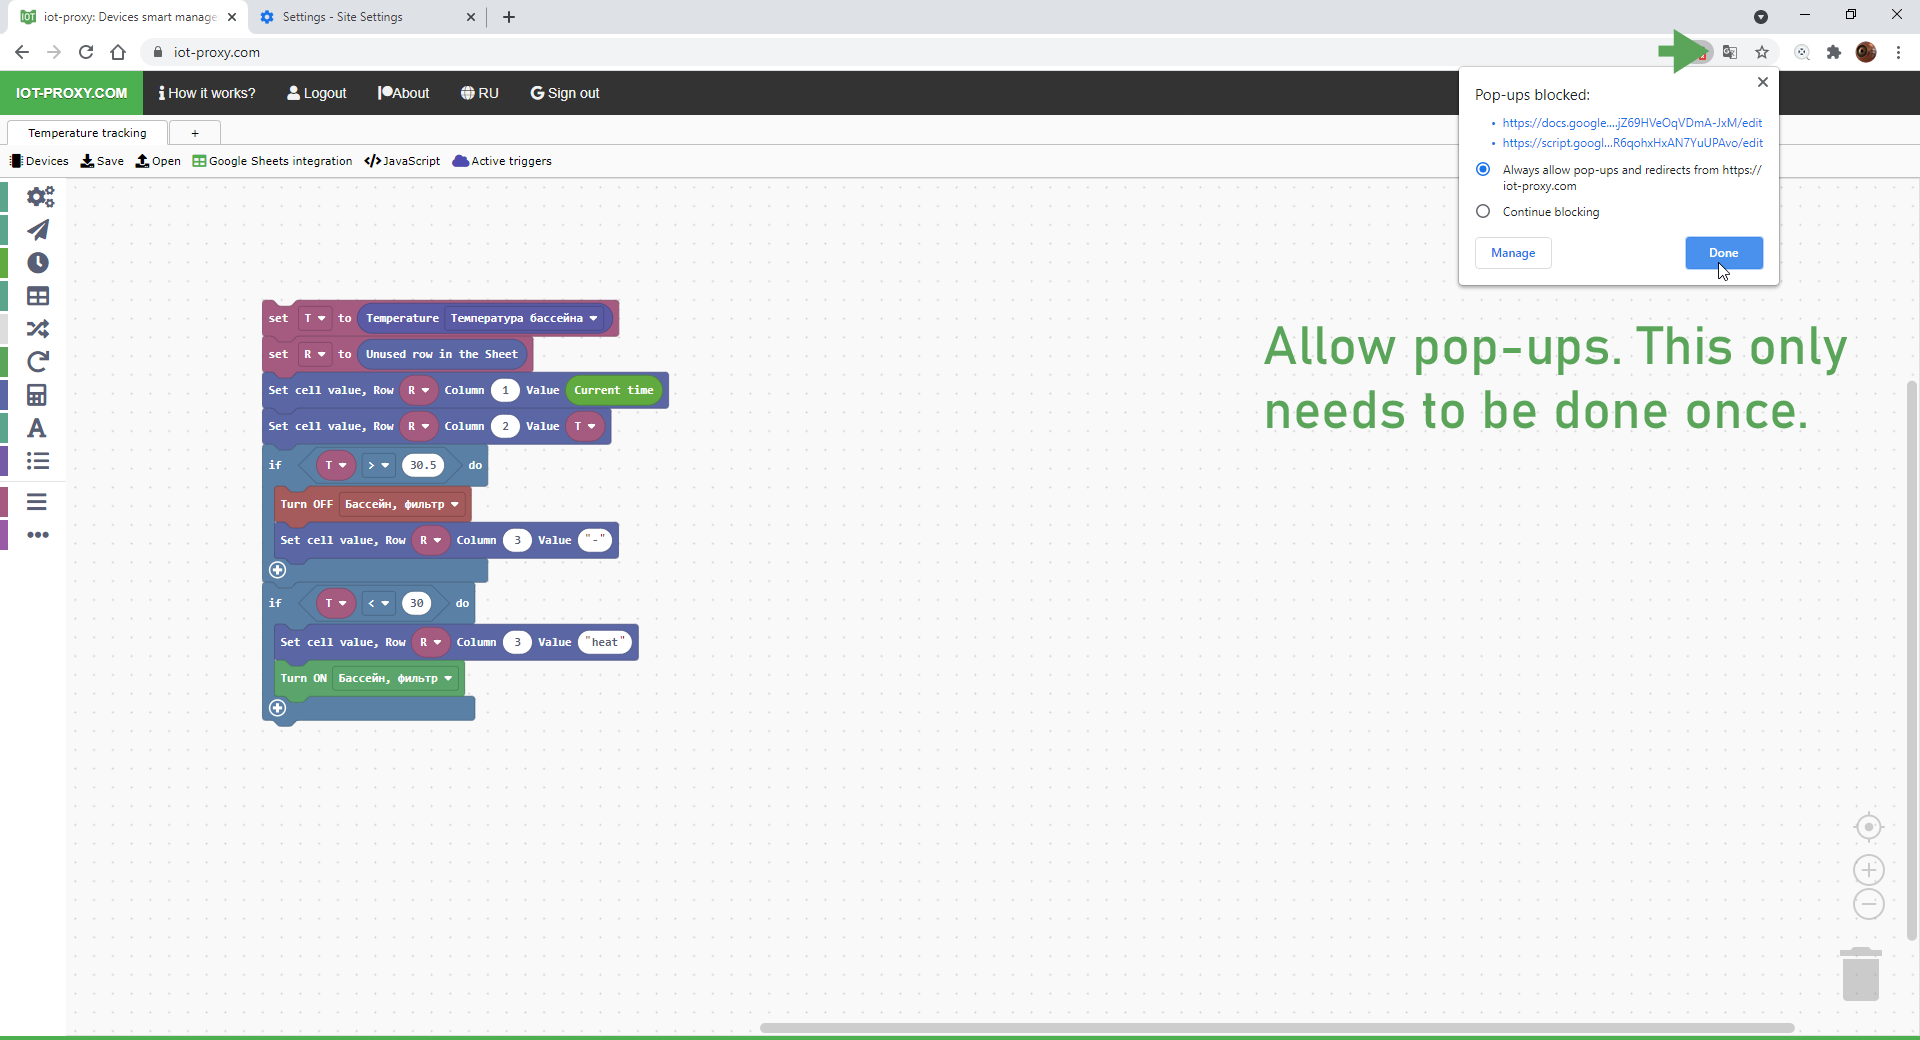 iot-proxy: Devices smart manage
Settings - Site Settings
iot-proxy.com
IOT-PROXY.COM
How it works?
Logout
About
RU
Sign out
Temperature tracking
+
Devices
Save
Open
Google Sheets integration
</>JavaScript
Active triggers
Pop-ups blocked:
• https://docs.google....jZ69HVeOqVDmA-JxM/edit
• https://script.googl...R6qohxHxAN7YuUPAvo/edit
Always allow pop-ups and redirects from https://
iot-proxy.com
Continue blocking
Manage
Done
Allow pop-ups. This only
needs to be done once.
set T to Temperature Температура бассейна
set R to Unused row in the Sheet
Set cell value, Row R Column 1 Value Current time
Set cell value, Row R Column 2 Value T
if T > 30.5 do
Turn OFF Бассейн, фильтр
Set cell value, Row R Column 3 Value "-"
if T < 30 do
Set cell value, Row R Column 3 Value "heat"
Turn ON Бассейн, фильтр